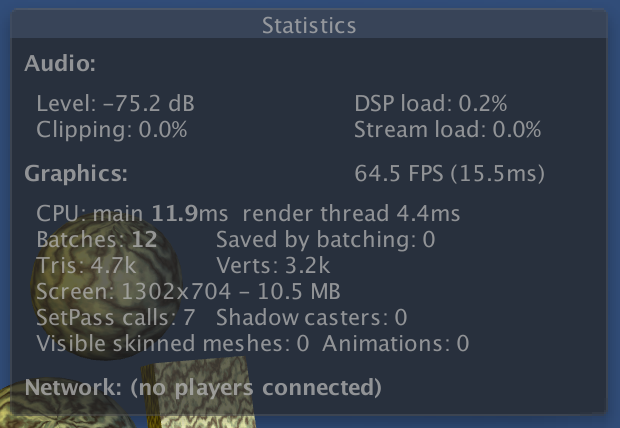 Statistics
Audio:
Level: -75.2 dB DSP load: 0.2%
Clipping: 0.0% Stream load: 0.0%
Graphics: 64.5 FPS (15.5ms)
CPU: main 11.9ms render thread 4.4ms
Batches: 12 Saved by batching: 0
Tris: 4.7k Verts: 3.2k
Screen: 1302x704 - 10.5 MB
SetPass calls: 7 Shadow casters: 0
Visible skinned meshes: 0 Animations: 0
Network: (no players connected)